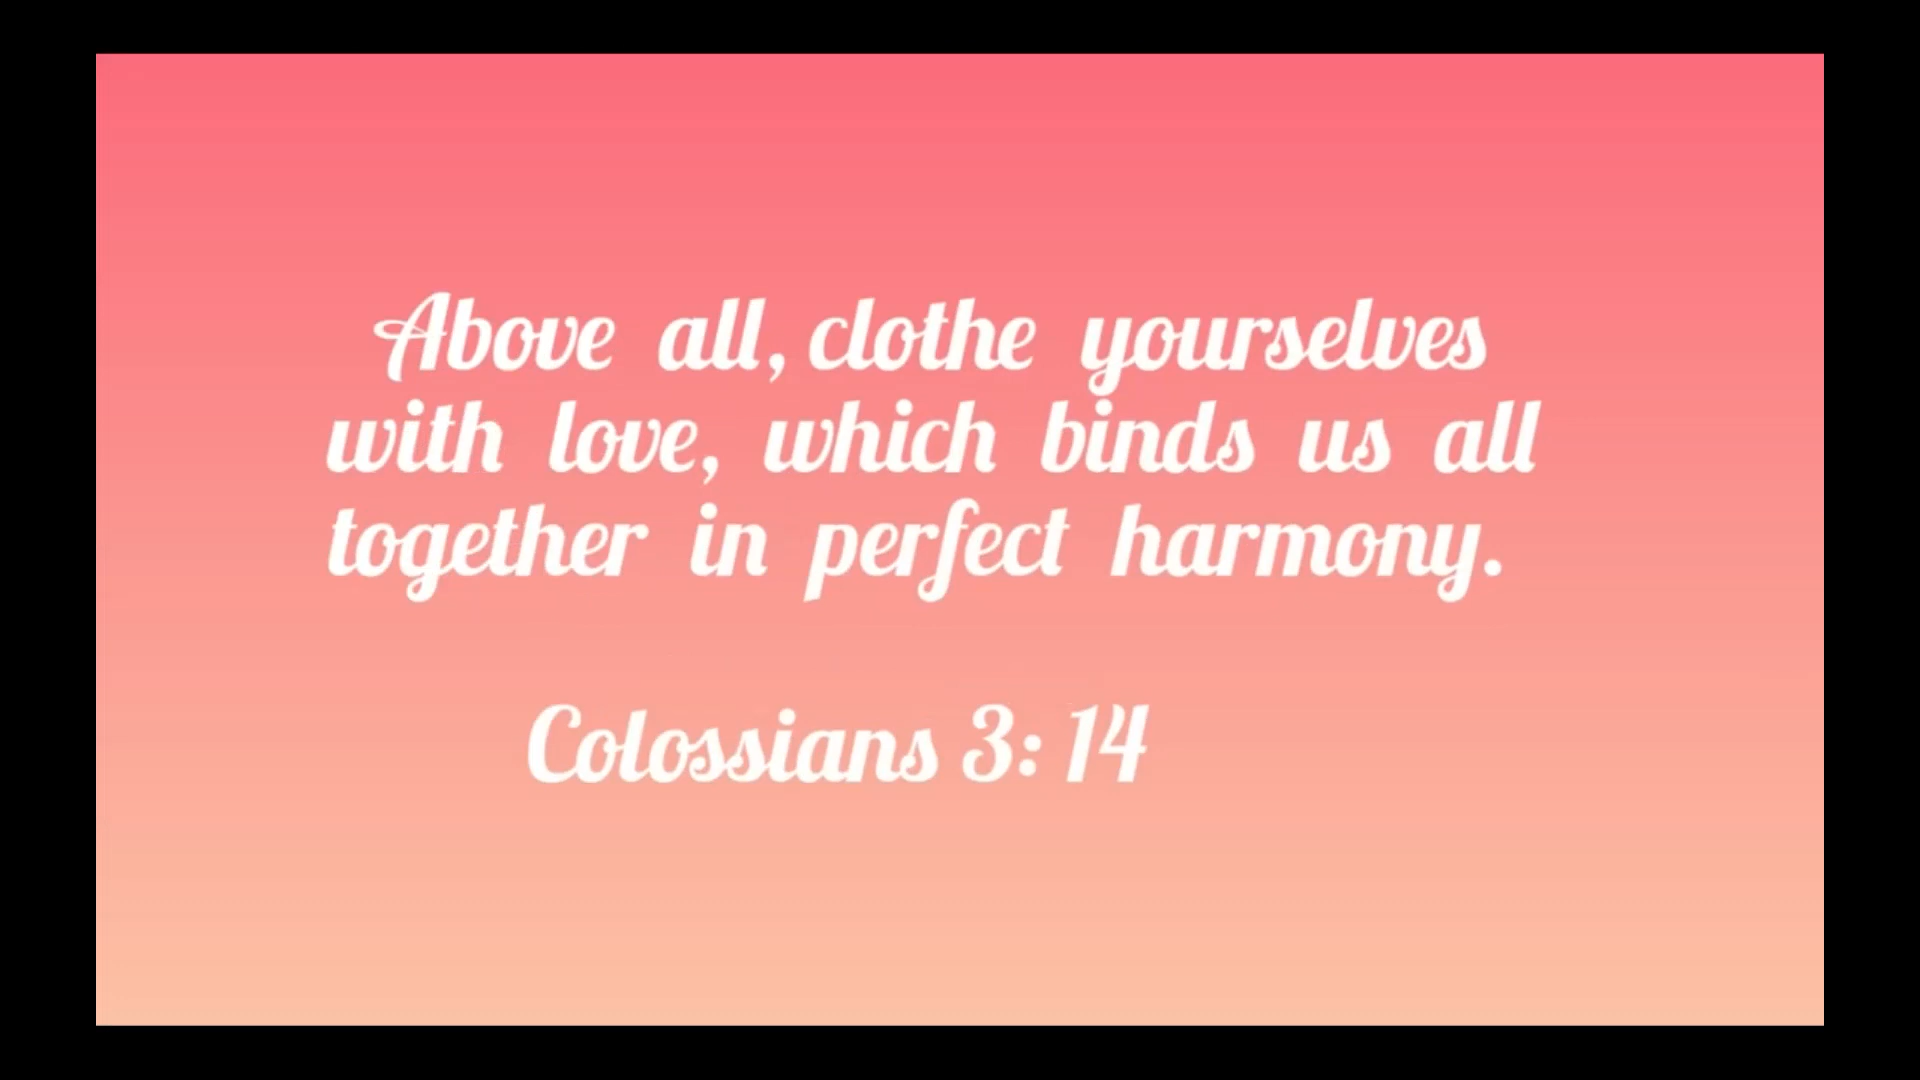 Above all, clothe yourselves
with love, which binds us all
together in perfect harmony.
Colossians 3: 14